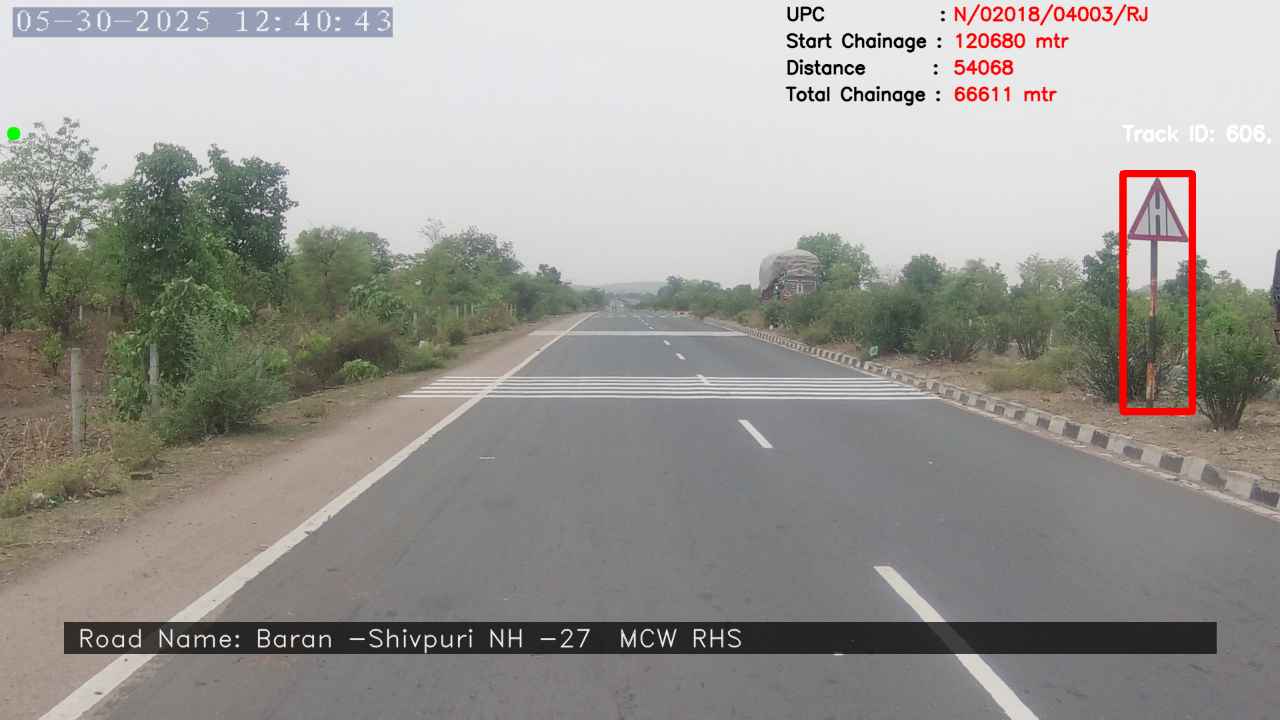 05-30-2025 12:40:43
UPC : N/02018/04003/RJ
Start Chainage : 120680 mtr
Distance : 54068
Total Chainage : 66611 mtr
Track ID: 606,
Road Name: Baran -Shivpuri NH -27 MCW RHS